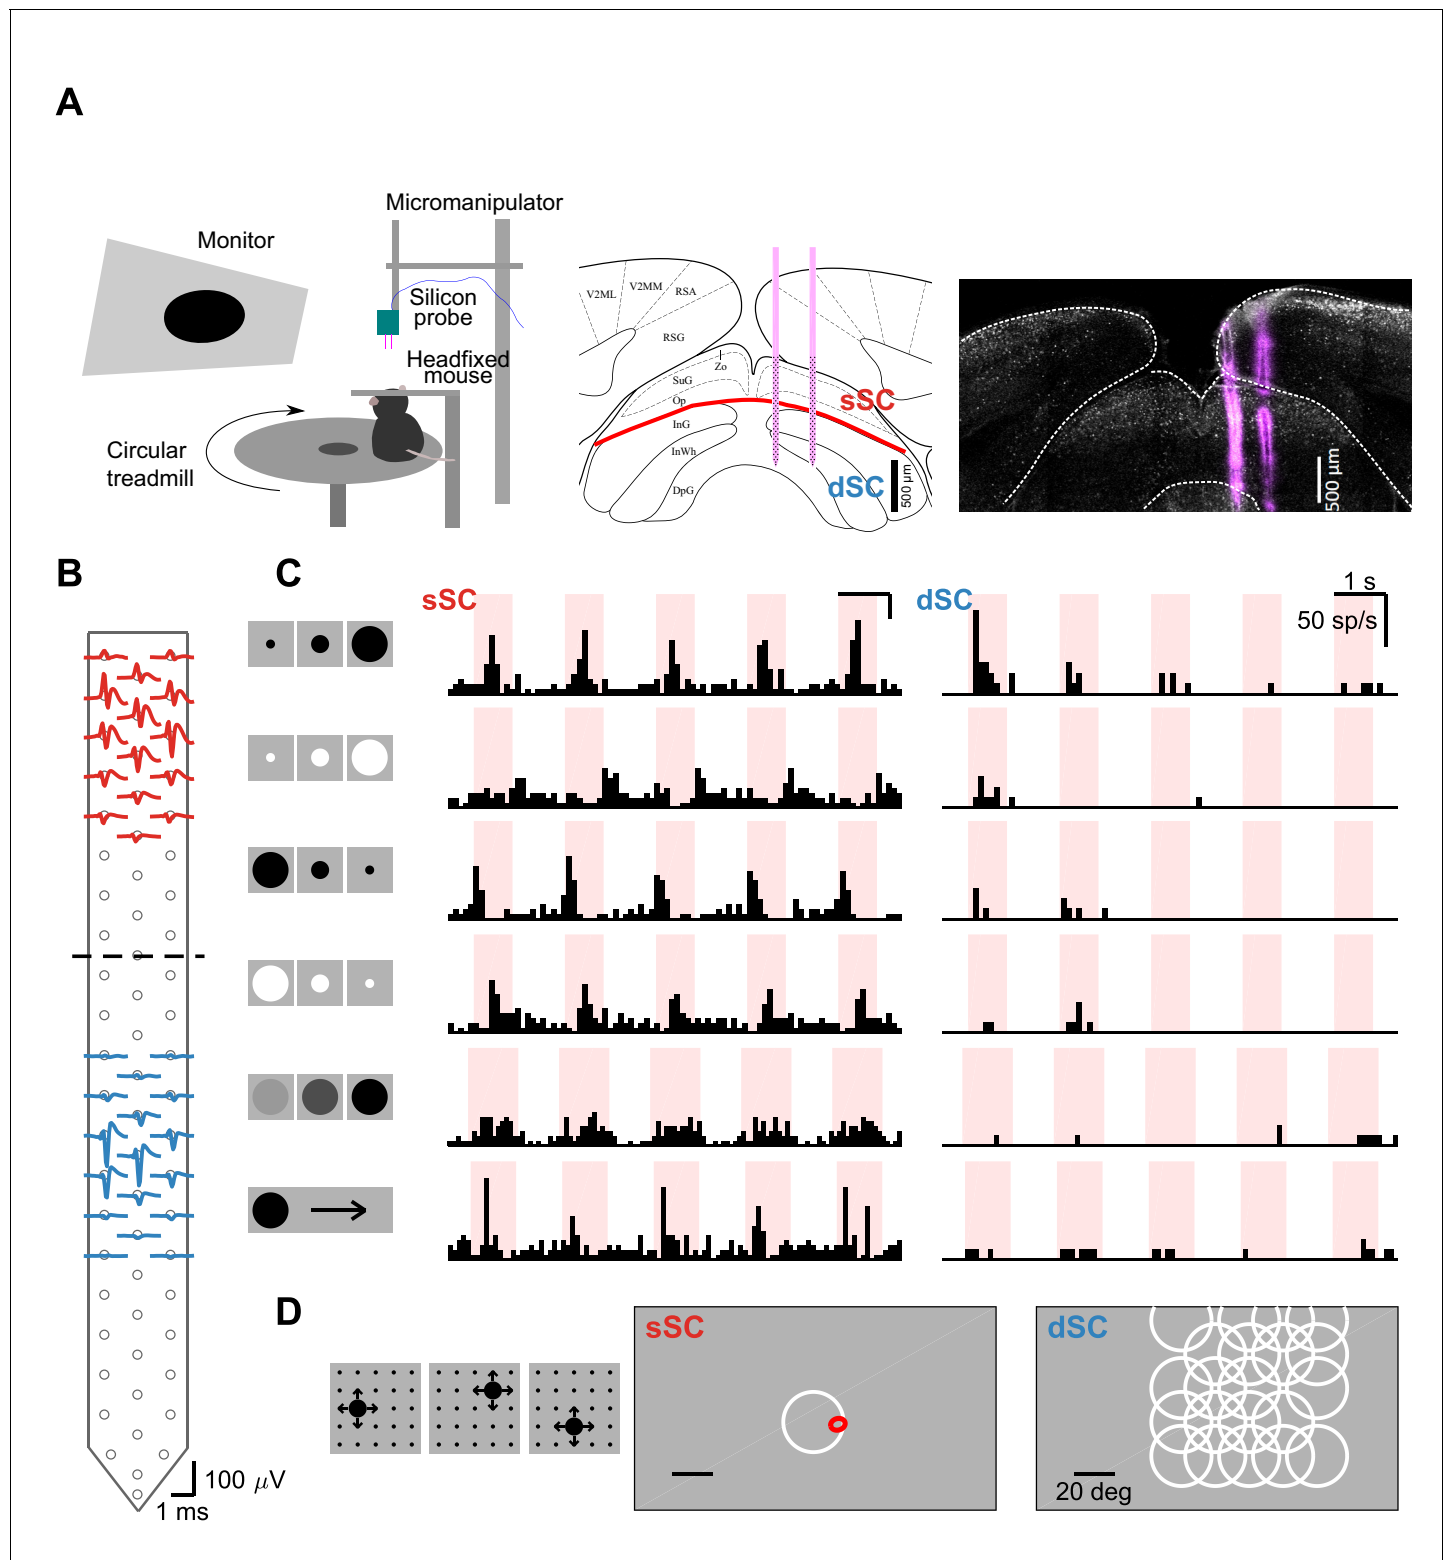 A
Micromanipulator
Monitor
Silicon
probe
Headfixed
mouse
Circular
treadmill
V2ML
V2MM
RSA
RSG
Zo
SuG
Op
InG
InWh
DpG
sSC
dSC
500 µm
500 µm
B
C
sSC
dSC
1 s
50 sp/s
100 µV
1 ms
D
sSC
dSC
20 deg